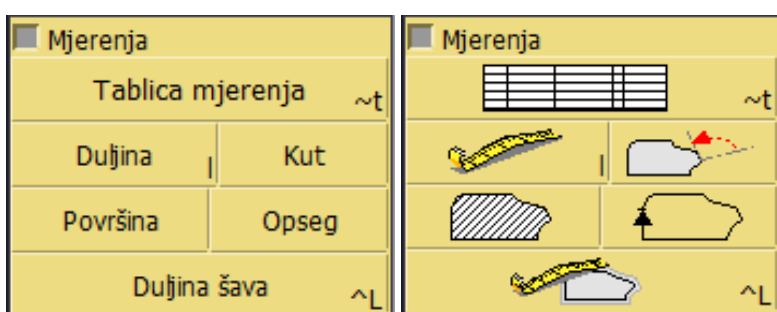 Mjerenja
Tablica mjerenja ~t
Duljina l Kut
Površina Opseg
Duljina šava ^L
Mjerenja
~t
l
^L